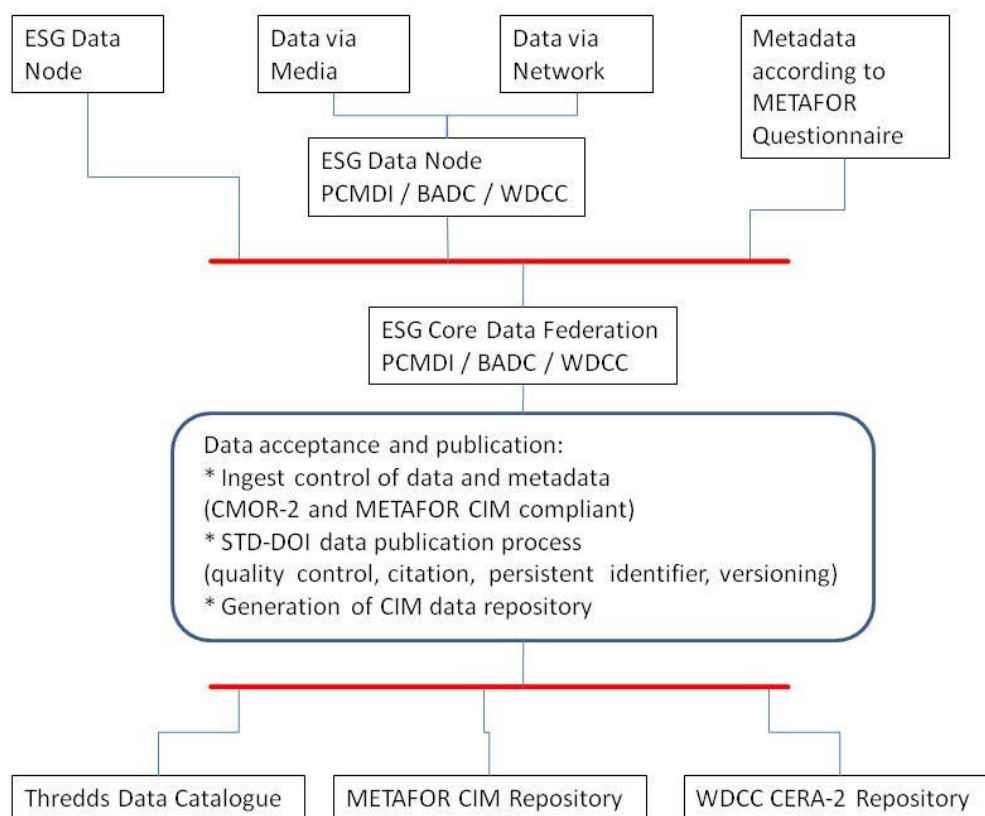 ESG Data
Node
Data via
Media
Data via
Network
Metadata
according to
METAFOR
Questionnaire
ESG Data Node
PCMDI / BADC / WDCC
ESG Core Data Federation
PCMDI / BADC / WDCC
Data acceptance and publication:
* Ingest control of data and metadata
(CMOR-2 and METAFOR CIM compliant)
* STD-DOI data publication process
(quality control, citation, persistent identifier, versioning)
* Generation of CIM data repository
Thredds Data Catalogue
METAFOR CIM Repository
WDCC CERA-2 Repository